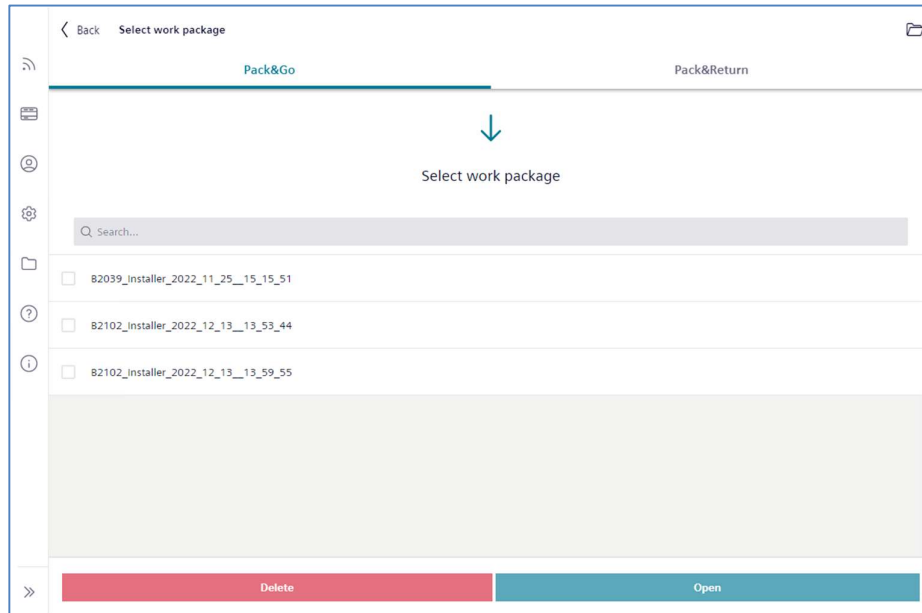 Back Select work package
Pack&Go Pack&Return
Select work package
Search...
B2039_Installer_2022_11_25__15_15_51
B2102_Installer_2022_12_13__13_53_44
B2102_Installer_2022_12_13__13_59_55
Delete Open